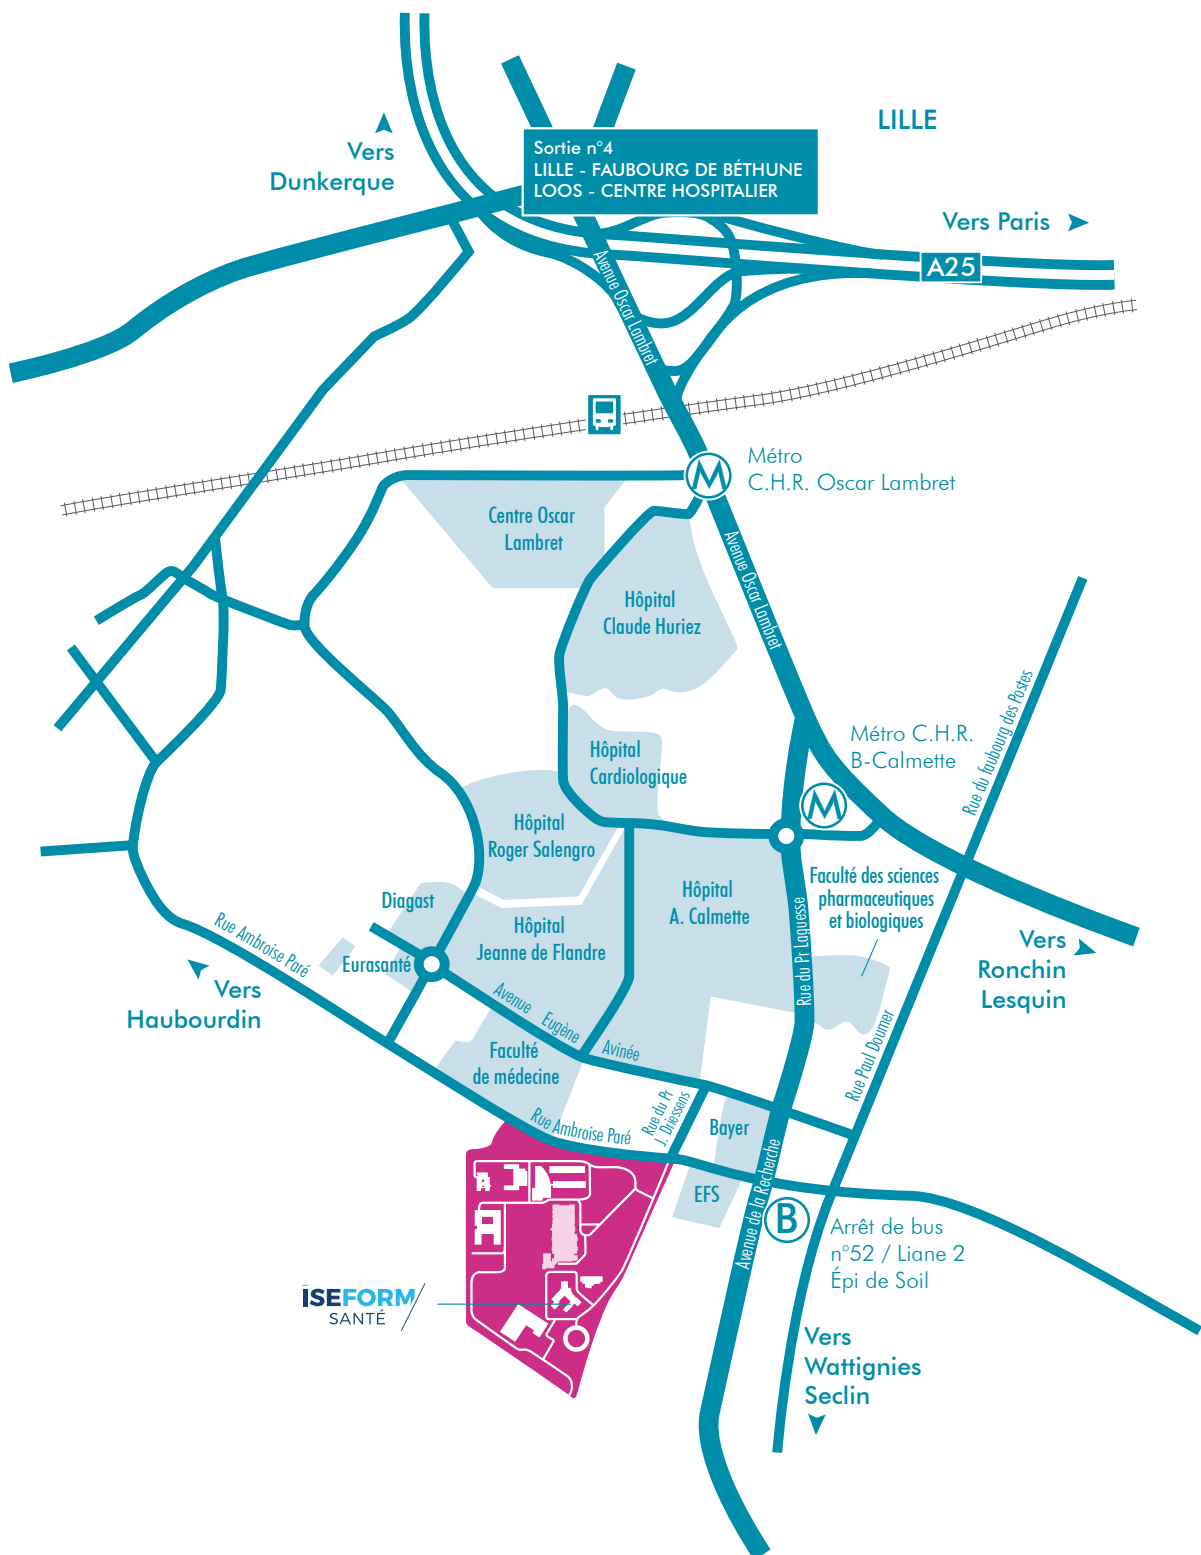 LILLE
Vers
Dunkerque
Sortie n°4
LILLE - FAUBOURG DE BÉTHUNE
LOOS - CENTRE HOSPITALIER
Vers Paris
A25
Avenue Oscar Lambret
Métro
C.H.R. Oscar Lambret
M
Centre Oscar
Lambret
Avenue Oscar Lambret
Hôpital
Claude Huriez
Rue du faubourg des Postes
Métro C.H.R.
B-Calmette
M
Hôpital
Cardiologique
Hôpital
Roger Salengro
Hôpital
A. Calmette
Faculté des sciences
pharmaceutiques
et biologiques
Diagast
Hôpital
Jeanne de Flandre
Rue du Pr Laguesse
Rue Ambroise Paré
Eurasanté
Vers
Ronchin
Lesquin
Vers
Haubourdin
Avenue Eugène Avinée
Faculté
de médecine
Rue Paul Doumer
Rue Ambroise Paré
Rue du Pr
J. Driessens
Bayer
EFS
Avenue de la Recherche
B
Arrêt de bus
n°52 / Liane 2
Épi de Soil
ISEFORM
SANTÉ
Vers
Wattignies
Seclin